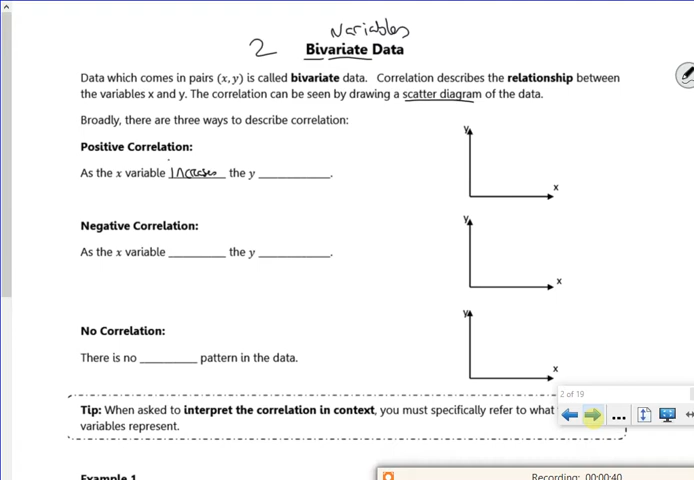 Variables
2 Bivariate Data
Data which comes in pairs (x, y) is called bivariate data. Correlation describes the relationship between
the variables x and y. The correlation can be seen by drawing a scatter diagram of the data.
Broadly, there are three ways to describe correlation:
Positive Correlation:
As the x variable increases the y __________.
y
x
Negative Correlation:
As the x variable ________ the y __________.
y
x
No Correlation:
There is no ________ pattern in the data.
y
x
Tip: When asked to interpret the correlation in context, you must specifically refer to what
variables represent.
2 of 19
...
Example 1
Recording: 00:00:40